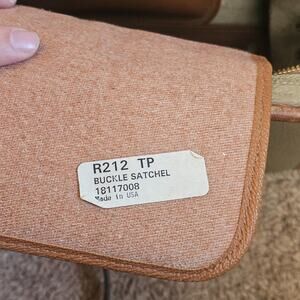 R212 TP
BUCKLE SATCHEL
18117008
Made in USA